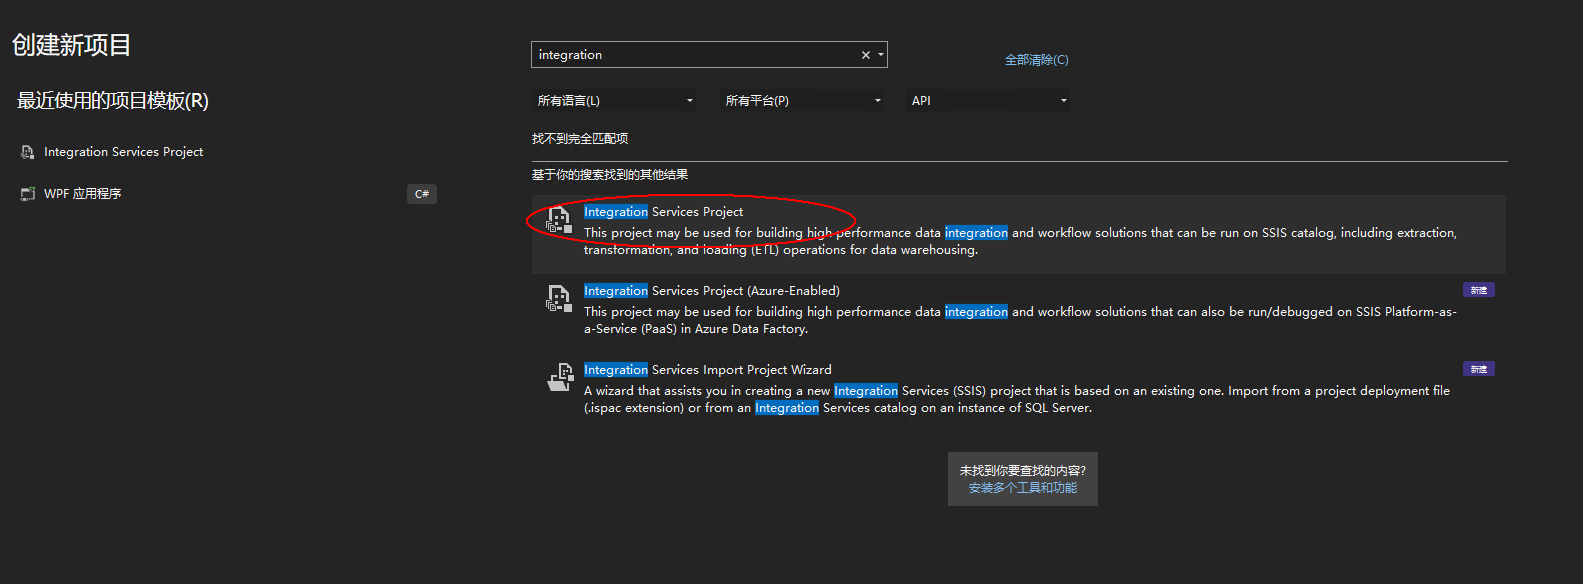 创建新项目
最近使用的项目模板(R)
Integration Services Project
WPF 应用程序
C#
integration
全部清除(C)
所有语言(L)
所有平台(P)
API
找不到完全匹配项
基于你的搜索找到的其他结果
Integration Services Project
This project may be used for building high performance data integration and workflow solutions that can be run on SSIS catalog, including extraction,
transformation, and loading (ETL) operations for data warehousing.
Integration Services Project (Azure-Enabled)
新建
This project may be used for building high performance data integration and workflow solutions that can also be run/debugged on SSIS Platform-as-
a-Service (PaaS) in Azure Data Factory.
Integration Services Import Project Wizard
新建
A wizard that assists you in creating a new Integration Services (SSIS) project that is based on an existing one. Import from a project deployment file
(.ispac extension) or from an Integration Services catalog on an instance of SQL Server.
未找到你要查找的内容?
安装多个工具和功能